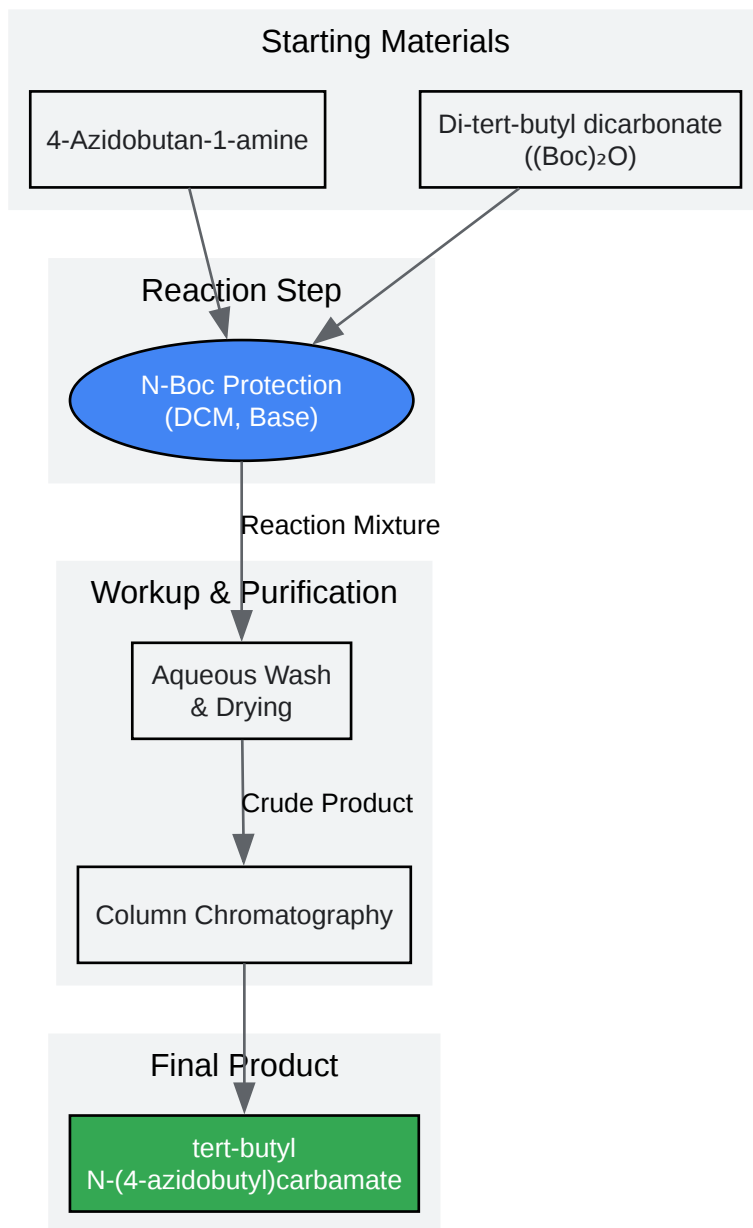 Starting Materials
4-Azidobutan-1-amine
Di-tert-butyl dicarbonate
((Boc)₂O)
Reaction Step
N-Boc Protection
(DCM, Base)
Reaction Mixture
Workup & Purification
Aqueous Wash
& Drying
Crude Product
Column Chromatography
Final Product
tert-butyl
N-(4-azidobutyl)carbamate